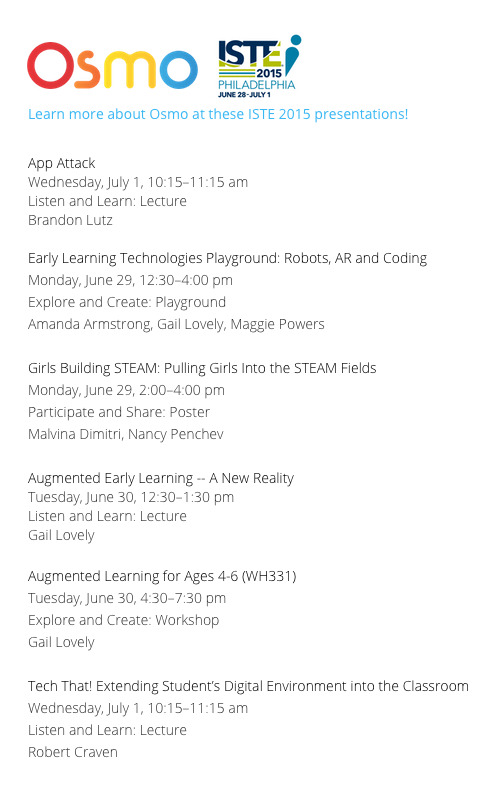 Osmo
ISTE
2015
PHILADELPHIA
JUNE 28-JULY 1
Learn more about Osmo at these ISTE 2015 presentations!
App Attack
Wednesday, July 1, 10:15–11:15 am
Listen and Learn: Lecture
Brandon Lutz
Early Learning Technologies Playground: Robots, AR and Coding
Monday, June 29, 12:30–4:00 pm
Explore and Create: Playground
Amanda Armstrong, Gail Lovely, Maggie Powers
Girls Building STEAM: Pulling Girls Into the STEAM Fields
Monday, June 29, 2:00–4:00 pm
Participate and Share: Poster
Malvina Dimitri, Nancy Penchev
Augmented Early Learning -- A New Reality
Tuesday, June 30, 12:30–1:30 pm
Listen and Learn: Lecture
Gail Lovely
Augmented Learning for Ages 4-6 (WH331)
Tuesday, June 30, 4:30–7:30 pm
Explore and Create: Workshop
Gail Lovely
Tech That! Extending Student’s Digital Environment into the Classroom
Wednesday, July 1, 10:15–11:15 am
Listen and Learn: Lecture
Robert Craven